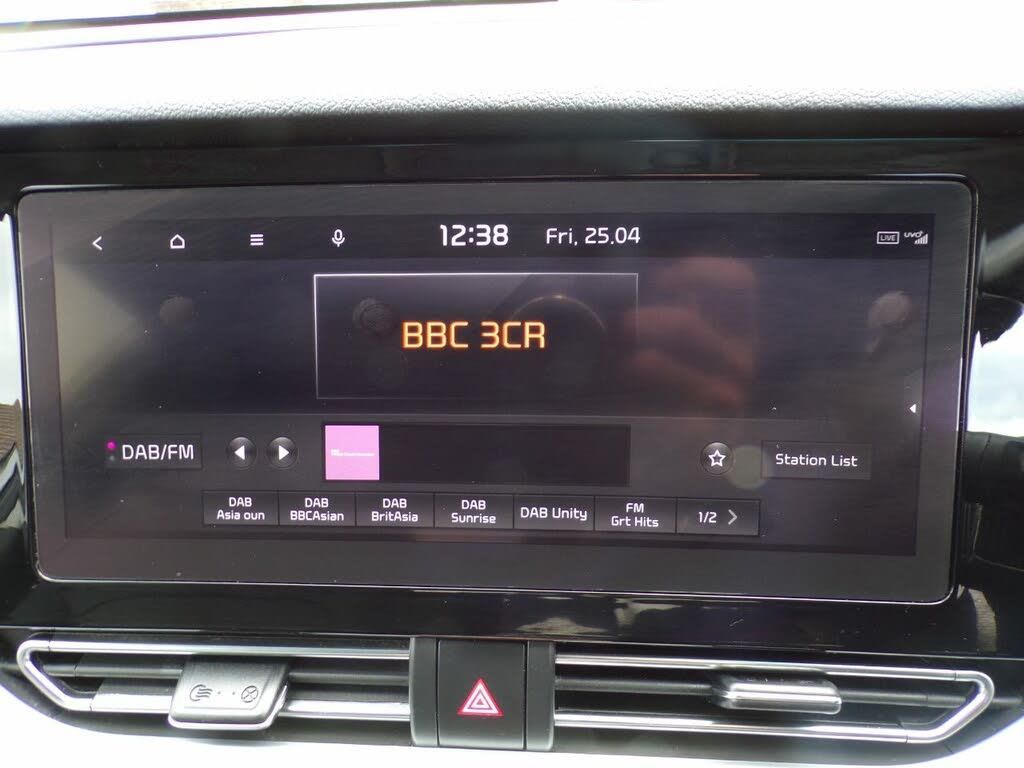 12:38 Fri, 25.04 LIVE UVO
BBC 3CR
DAB/FM
Station List
DAB Asia oun
DAB BBCAsian
DAB BritAsia
DAB Sunrise
DAB Unity
FM Grt Hits
1/2